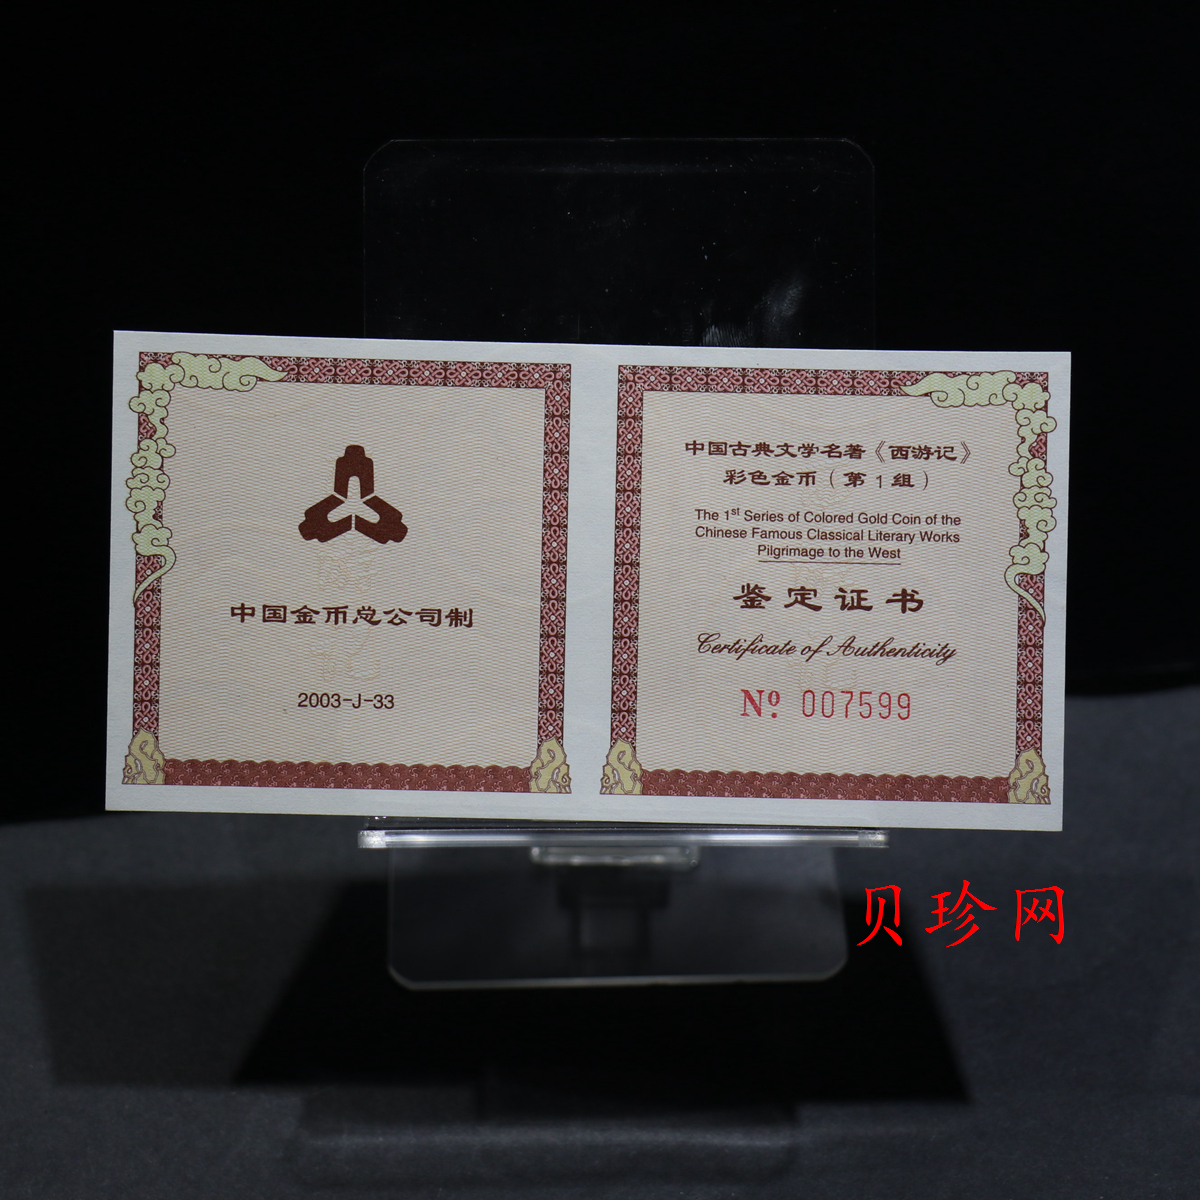 中国金币总公司制
2003-J-33
中国古典文学名著《西游记》
彩色金币（第1组）
The 1st Series of Colored Gold Coin of the
Chinese Famous Classical Literary Works
Pilgrimage to the West
鉴定证书
Certificate of Authenticity
Nº 007599
贝珍网